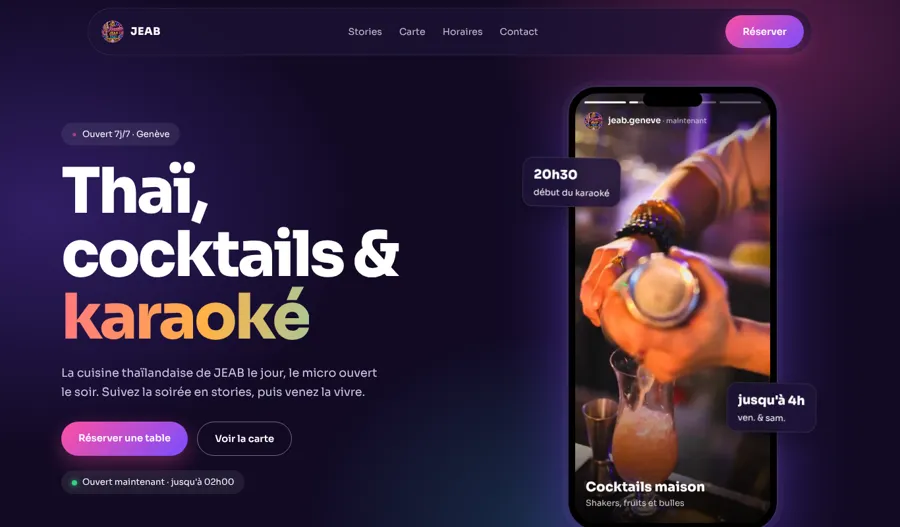 JEAB
Stories
Carte
Horaires
Contact
Réserver
Ouvert 7j/7 · Genève
Thaï,
cocktails &
karaoké
La cuisine thaïlandaise de JEAB le jour, le micro ouvert
le soir. Suivez la soirée en stories, puis venez la vivre.
Réserver une table
Voir la carte
Ouvert maintenant · jusqu'à 02h00
jeab.geneve · maintenant
20h30
début du karaoké
jusqu'à 4h
ven. & sam.
Cocktails maison
Shakers, fruits et bulles